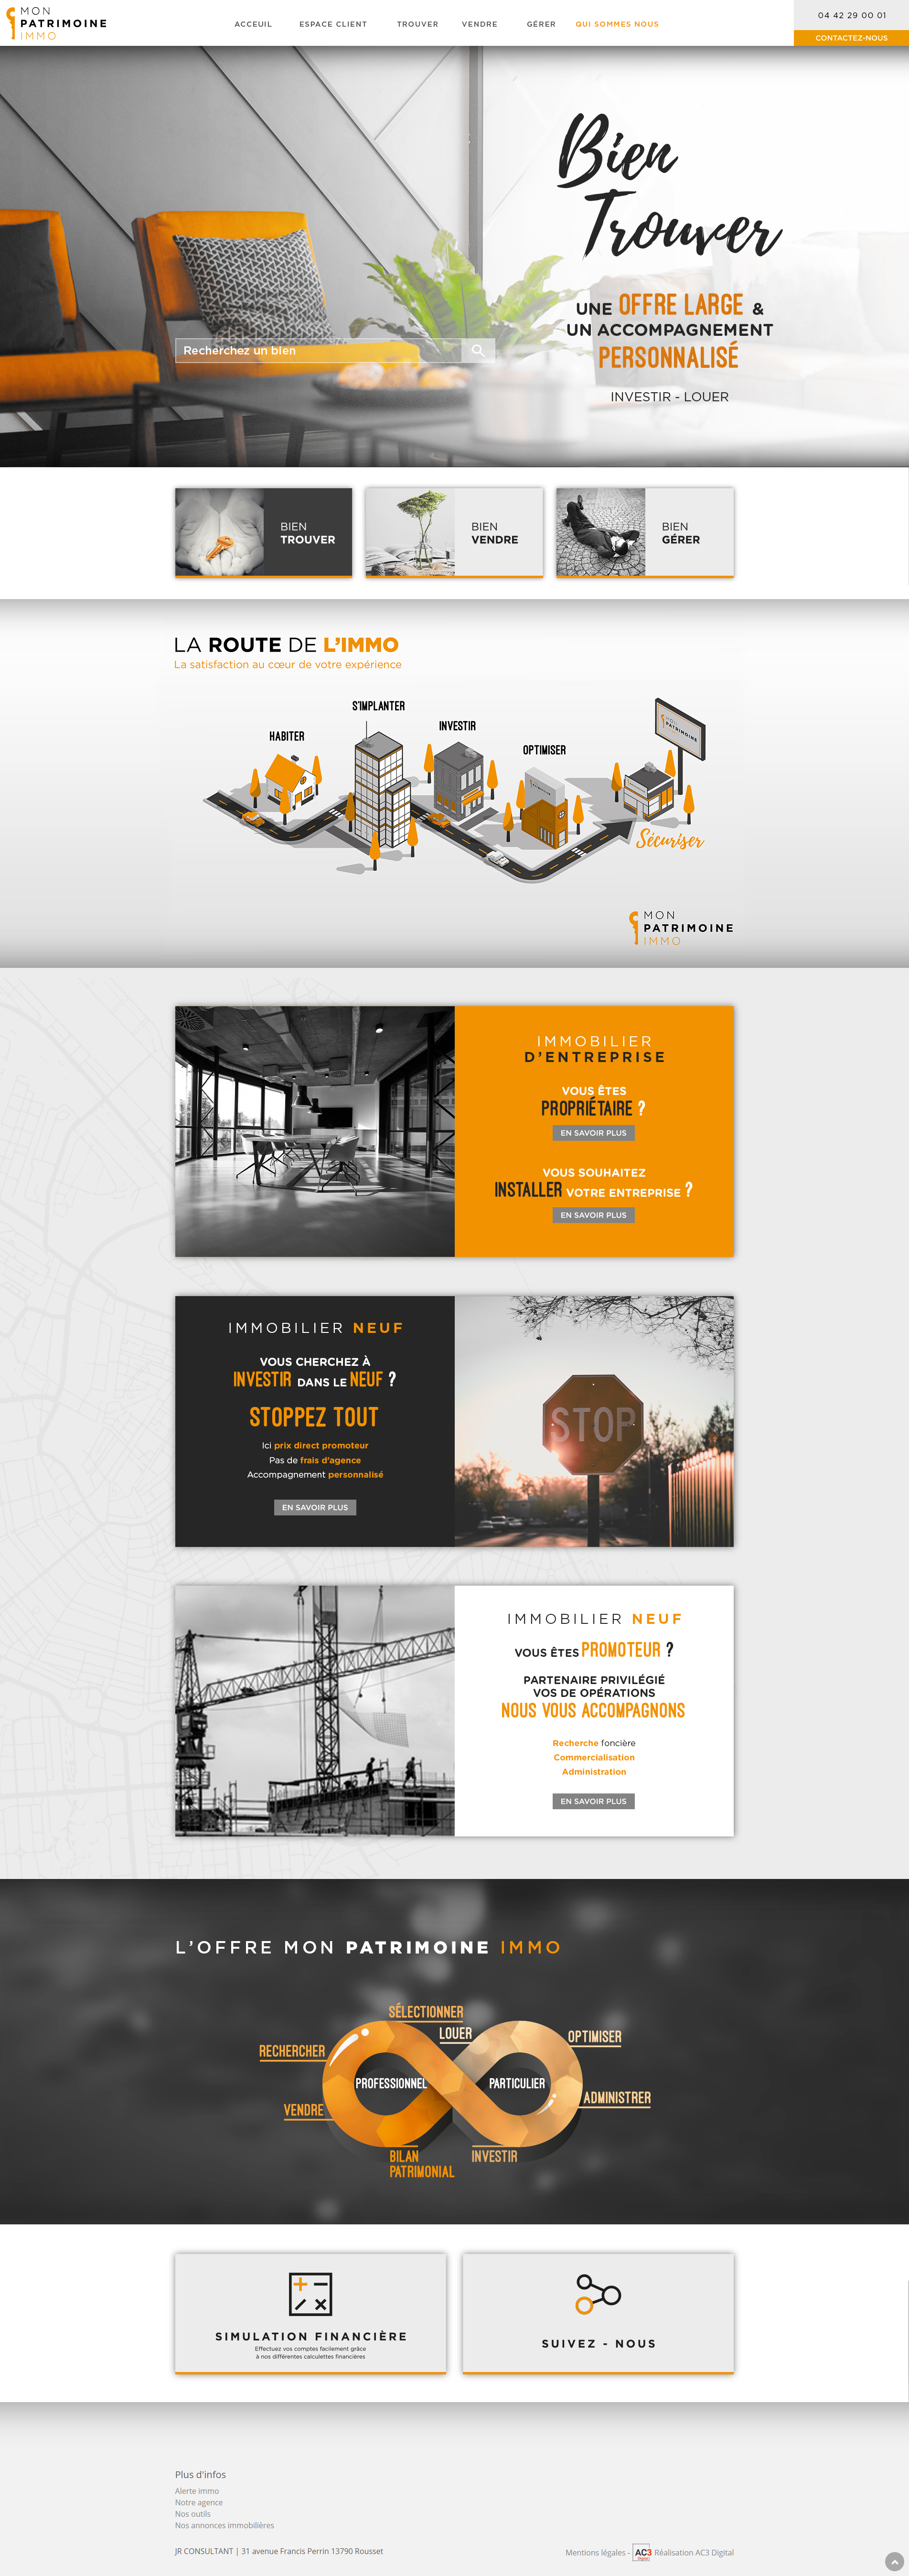 MON
PATRIMOINE
IMMO
ACCEUIL
ESPACE CLIENT
TROUVER
VENDRE
GÉRER
QUI SOMMES NOUS
04 42 29 00 01
CONTACTEZ-NOUS
Bien
Trouver
UNE OFFRE LARGE &
UN ACCOMPAGNEMENT
PERSONNALISÉ
Recherchez un bien
INVESTIR - LOUER
BIEN
TROUVER
BIEN
VENDRE
BIEN
GÉRER
LA ROUTE DE L'IMMO
La satisfaction au cœur de votre expérience
S'IMPLANTER
INVESTIR
HABITER
OPTIMISER
MON
PATRIMOINE
IMMO
PATRIMOINE
Sécuriser
MON
PATRIMOINE
IMMO
IMMOBILIER
D'ENTREPRISE
VOUS ÊTES
PROPRIÉTAIRE ?
EN SAVOIR PLUS
VOUS SOUHAITEZ
INSTALLER VOTRE ENTREPRISE ?
EN SAVOIR PLUS
IMMOBILIER NEUF
VOUS CHERCHEZ À
INVESTIR DANS LE NEUF ?
STOPPEZ TOUT
Ici prix direct promoteur
Pas de frais d'agence
Accompagnement personnalisé
EN SAVOIR PLUS
STOP
IMMOBILIER NEUF
VOUS ÊTES PROMOTEUR ?
PARTENAIRE PRIVILÉGIÉ
VOS DE OPÉRATIONS
NOUS VOUS ACCOMPAGNONS
Recherche foncière
Commercialisation
Administration
EN SAVOIR PLUS
L'OFFRE MON PATRIMOINE IMMO
SÉLECTIONNER
LOUER
OPTIMISER
RECHERCHER
PROFESSIONNEL
PARTICULIER
ADMINISTRER
VENDRE
BILAN
PATRIMONIAL
INVESTIR
SIMULATION FINANCIÈRE
Effectuez vos comptes facilement grâce
à nos différentes calculettes financières
SUIVEZ - NOUS
Plus d'infos
Alerte immo
Notre agence
Nos outils
Nos annonces immobilières
JR CONSULTANT | 31 avenue Francis Perrin 13790 Rousset
Mentions légales - AC3 Digital Réalisation AC3 Digital